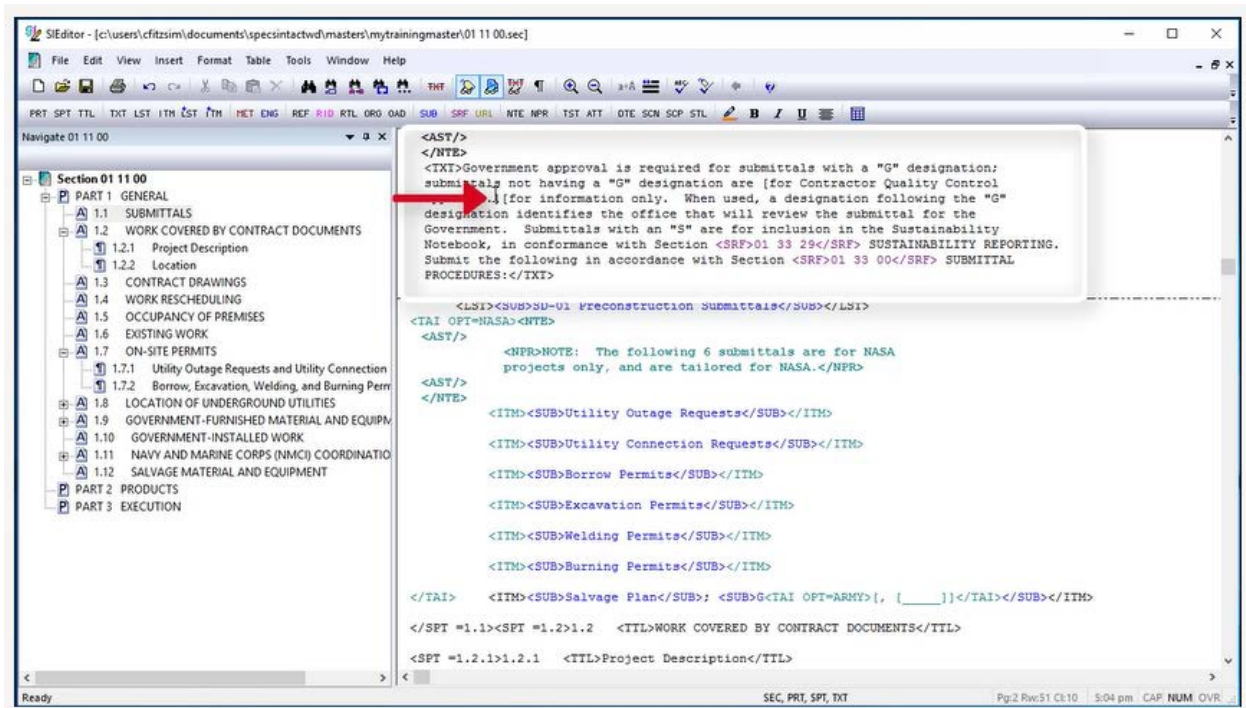 SIEditor - [c:\users\cfitzsim\documents\specsintactwd\masters\mytrainingmaster\01 11 00.sec]
File Edit View Insert Format Table Tools Window Help
PRT SPT TTL TXT LST ITM LST ITM MET ENG REF RID RTL ORG OAD SUB SRF URL NTE NPR TST ATT DTE SCN SCP STL B I U
Navigate 01 11 00
Section 01 11 00
P PART 1 GENERAL
A 1.1 SUBMITTALS
A 1.2 WORK COVERED BY CONTRACT DOCUMENTS
1.2.1 Project Description
1.2.2 Location
A 1.3 CONTRACT DRAWINGS
A 1.4 WORK RESCHEDULING
A 1.5 OCCUPANCY OF PREMISES
A 1.6 EXISTING WORK
A 1.7 ON-SITE PERMITS
1.7.1 Utility Outage Requests and Utility Connection
1.7.2 Borrow, Excavation, Welding, and Burning Perm
A 1.8 LOCATION OF UNDERGROUND UTILITIES
A 1.9 GOVERNMENT-FURNISHED MATERIAL AND EQUIPM
A 1.10 GOVERNMENT-INSTALLED WORK
A 1.11 NAVY AND MARINE CORPS (NMCI) COORDINATIO
A 1.12 SALVAGE MATERIAL AND EQUIPMENT
P PART 2 PRODUCTS
P PART 3 EXECUTION
<AST/>
</NTE>
<TXT>Government approval is required for submittals with a "G" designation;
submittals not having a "G" designation are [for Contractor Quality Control
[for information only. When used, a designation following the "G"
designation identifies the office that will review the submittal for the
Government. Submittals with an "S" are for inclusion in the Sustainability
Notebook, in conformance with Section <SRF>01 33 29</SRF> SUSTAINABILITY REPORTING.
Submit the following in accordance with Section <SRF>01 33 00</SRF> SUBMITTAL
PROCEDURES:</TXT>
<LST><SUB>SD-01 Preconstruction Submittals</SUB></LST>
<TAI OPT=NASA><NTE>
<AST/>
<NPR>NOTE: The following 6 submittals are for NASA
projects only, and are tailored for NASA.</NPR>
<AST/>
</NTE>
<ITM><SUB>Utility Outage Requests</SUB></ITM>
<ITM><SUB>Utility Connection Requests</SUB></ITM>
<ITM><SUB>Borrow Permits</SUB></ITM>
<ITM><SUB>Excavation Permits</SUB></ITM>
<ITM><SUB>Welding Permits</SUB></ITM>
<ITM><SUB>Burning Permits</SUB></ITM>
</TAI> <ITM><SUB>Salvage Plan</SUB>; <SUB>G<TAI OPT=ARMY>[, [_____]]</TAI></SUB></ITM>
</SPT =1.1><SPT =1.2>1.2 <TTL>WORK COVERED BY CONTRACT DOCUMENTS</TTL>
<SPT =1.2.1>1.2.1 <TTL>Project Description</TTL>
Ready
SEC, PRT, SPT, TXT
Pg:2 Rw:51 Cl:10 5:04 pm CAP NUM OVR